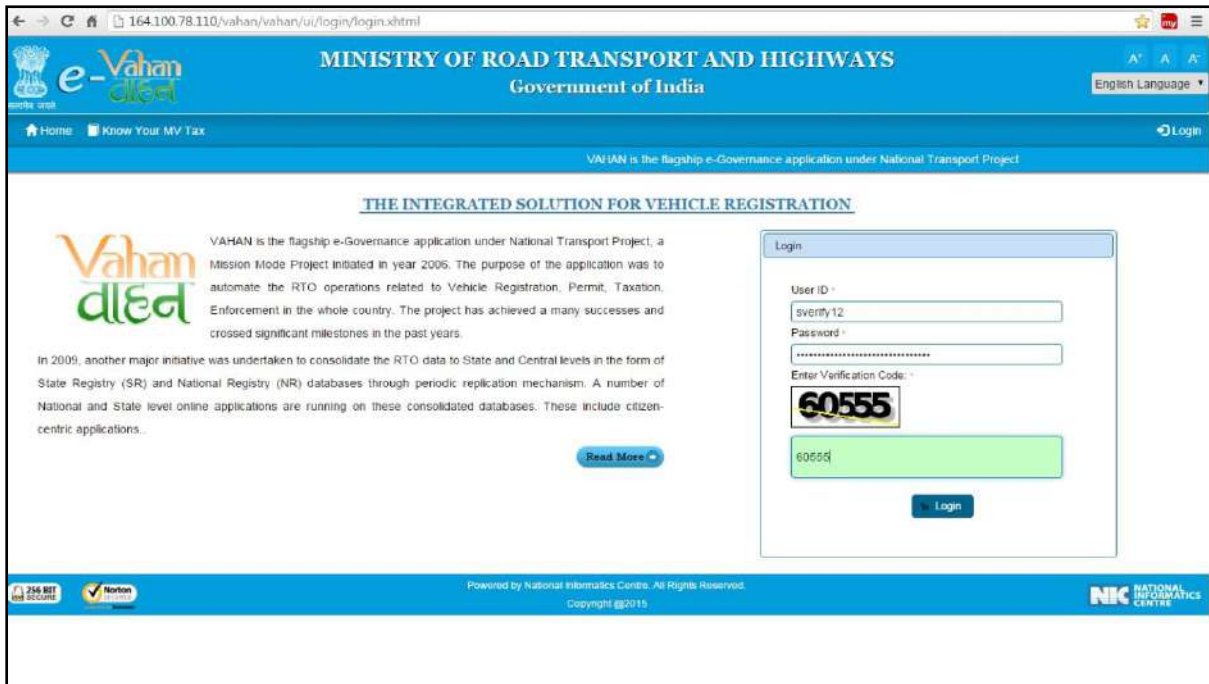 164.100.78.110/vahan/vahan/ui/login/login.xhtml
my
सत्यमेव जयते
e-Vahan
वाहन
MINISTRY OF ROAD TRANSPORT AND HIGHWAYS
Government of India
A+ A A-
English Language
Home Know Your MV Tax
Login
VAHAN is the flagship e-Governance application under National Transport Project
THE INTEGRATED SOLUTION FOR VEHICLE REGISTRATION
Vahan
वाहन
VAHAN is the flagship e-Governance application under National Transport Project, a
Mission Mode Project initiated in year 2006. The purpose of the application was to
automate the RTO operations related to Vehicle Registration, Permit, Taxation,
Enforcement in the whole country. The project has achieved a many successes and
crossed significant milestones in the past years.
In 2009, another major initiative was undertaken to consolidate the RTO data to State and Central levels in the form of
State Registry (SR) and National Registry (NR) databases through periodic replication mechanism. A number of
National and State level online applications are running on these consolidated databases. These include citizen-
centric applications...
Read More
Login
User ID *
sverify12
Password *
Enter Verification Code: *
60555
60555
Login
256 BIT
SECURE
Norton
Powered by National Informatics Centre. All Rights Reserved.
Copyright @2015
NIC NATIONAL
INFORMATICS
CENTRE